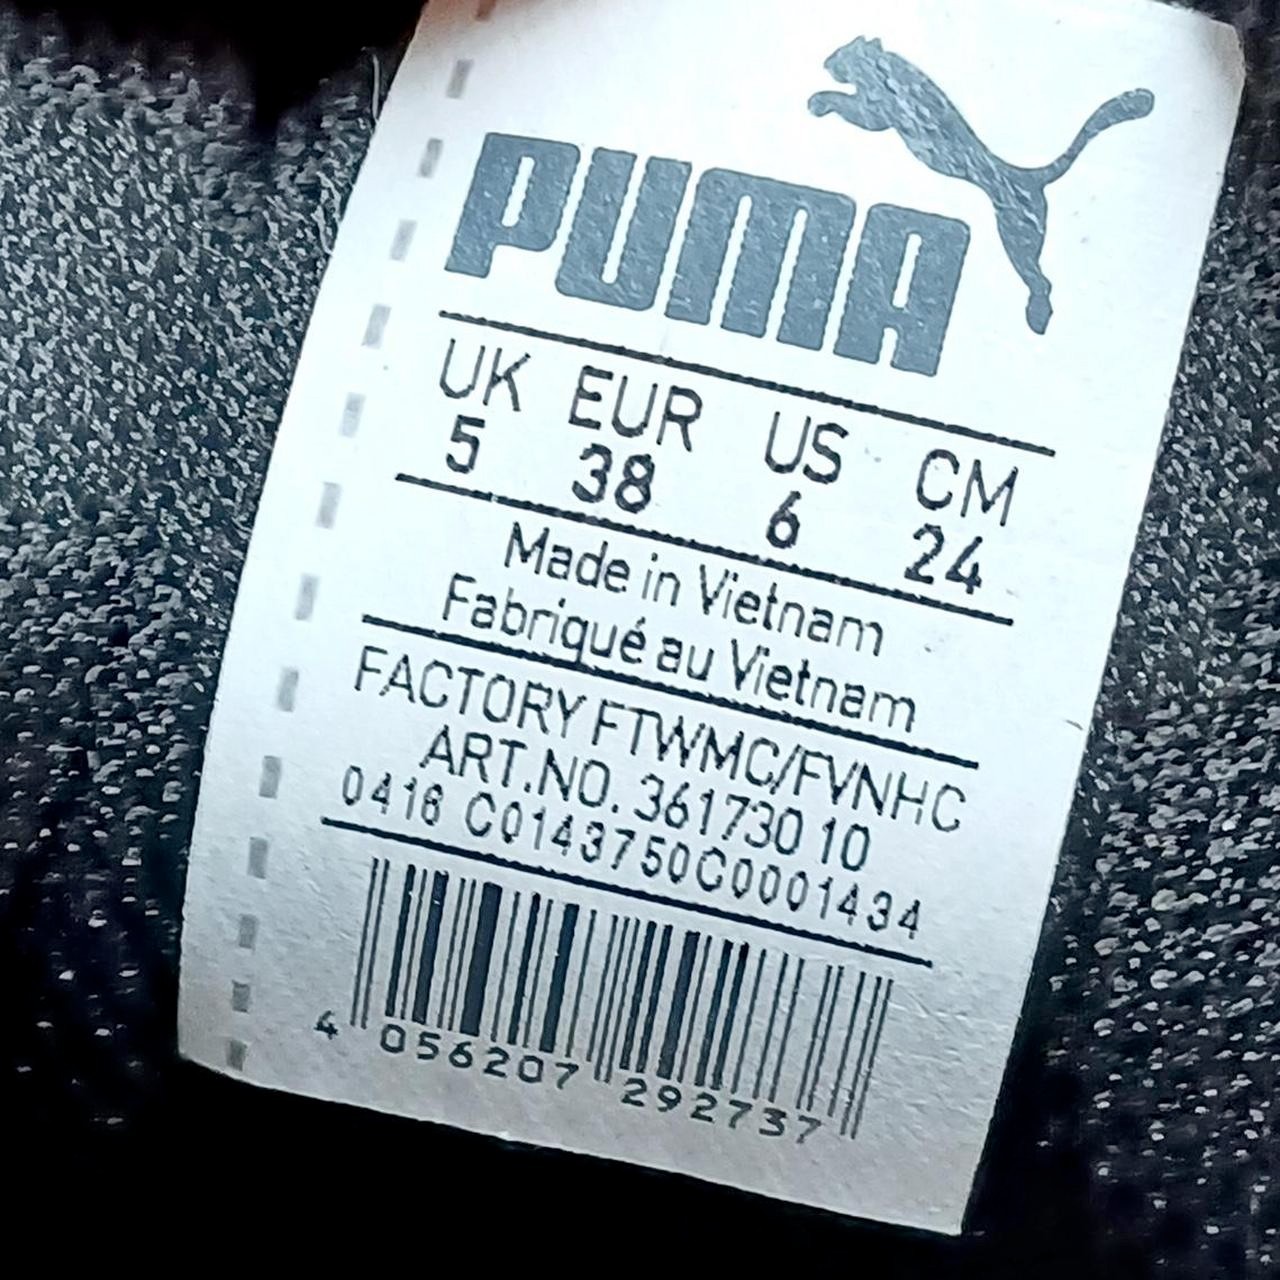 PUMA
UK EUR US CM
5 38 6 24
Made in Vietnam
Fabriqué au Vietnam
FACTORY FTWMC/FVNHC
ART.NO. 361730 10
0416 C0143750C0001434
4 056207 292737